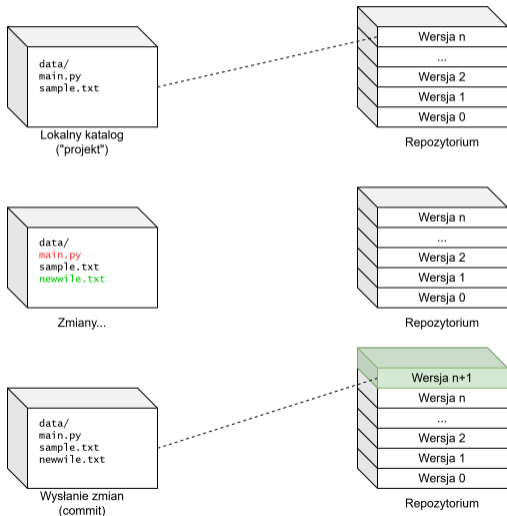 data/
main.py
sample.txt
Lokalny katalog
("projekt")
Wersja n
...
Wersja 2
Wersja 1
Wersja 0
Repozytorium
data/
main.py
sample.txt
newwile.txt
Zmiany...
Wersja n
...
Wersja 2
Wersja 1
Wersja 0
Repozytorium
data/
main.py
sample.txt
newwile.txt
Wysłanie zmian
(commit)
Wersja n+1
Wersja n
...
Wersja 2
Wersja 1
Wersja 0
Repozytorium